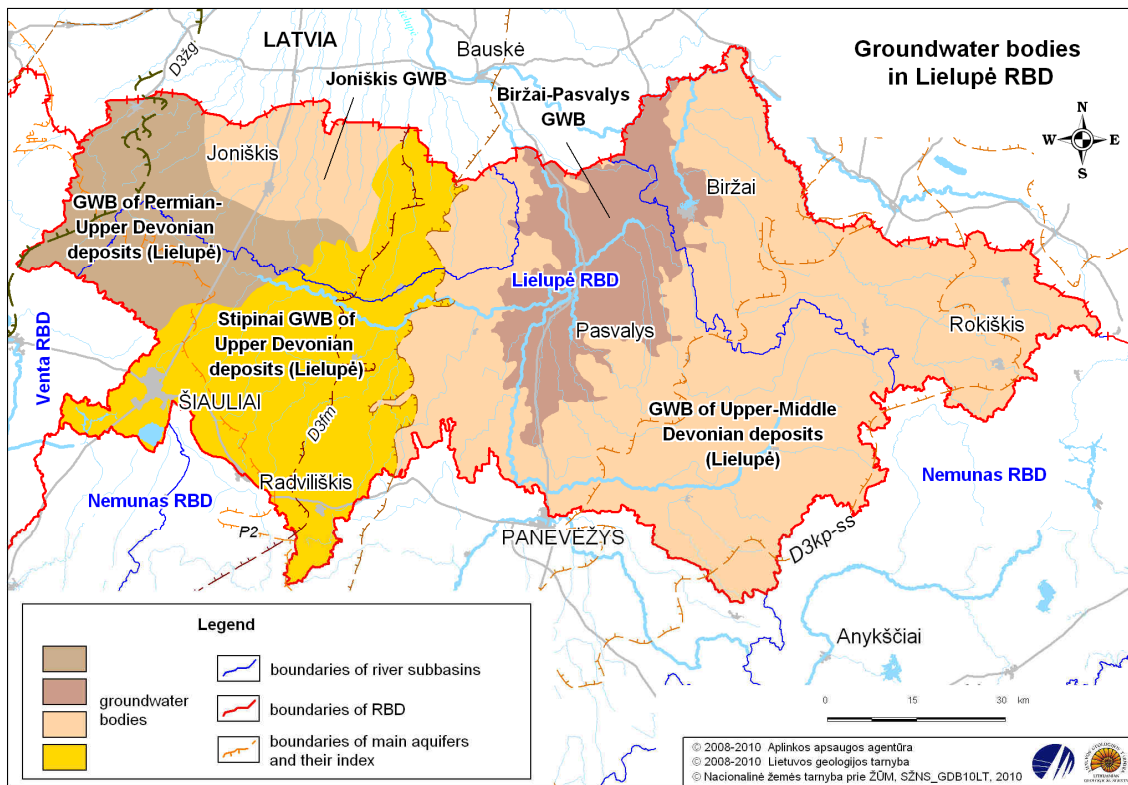 Groundwater bodies
in Lielupė RBD
LATVIA
D3žg
Bauskė
Joniškis GWB
Biržai-Pasvalys
GWB
N
W
E
S
Joniškis
Biržai
GWB of Permian-
Upper Devonian
deposits (Lielupė)
Lielupė RBD
Pasvalys
Rokiškis
Venta RBD
Stipinai GWB of
Upper Devonian
deposits (Lielupė)
ŠIAULIAI
D3fm
GWB of Upper-Middle
Devonian deposits
(Lielupė)
Radviliškis
Nemunas RBD
Nemunas RBD
P2
PANEVĖŽYS
D3kp-ss
Anykščiai
Legend
groundwater
bodies
boundaries of river subbasins
boundaries of RBD
boundaries of main aquifers
and their index
0 15 30 km
© 2008-2010 Aplinkos apsaugos agentūra
© 2008-2010 Lietuvos geologijos tarnyba
© Nacionalinė žemės tarnyba prie ŽŪM, SŽNS_GDB10LT, 2010